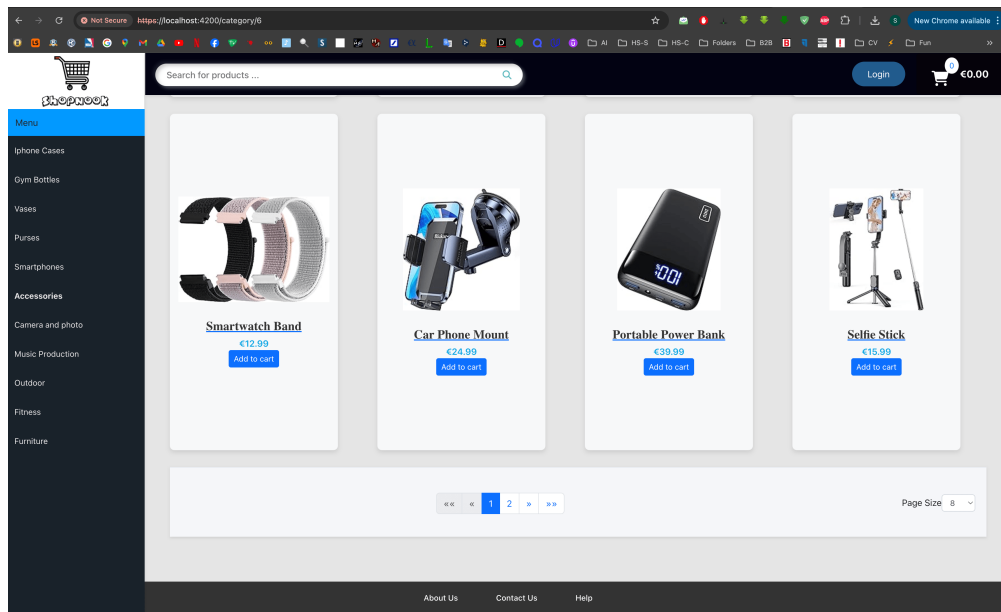 Not Secure https://localhost:4200/category/6
New Chrome available
AI HS-S HS-C Folders B2B CV Fun
ShopNook
Search for products ...
Login
0
€0.00
Menu
Iphone Cases
Gym Bottles
Vases
Purses
Smartphones
Accessories
Camera and photo
Music Production
Outdoor
Fitness
Furniture
Smartwatch Band
€12.99
Add to cart
Car Phone Mount
€24.99
Add to cart
100
Portable Power Bank
€39.99
Add to cart
Selfie Stick
€15.99
Add to cart
«« « 1 2 » »»
Page Size 8
About Us Contact Us Help